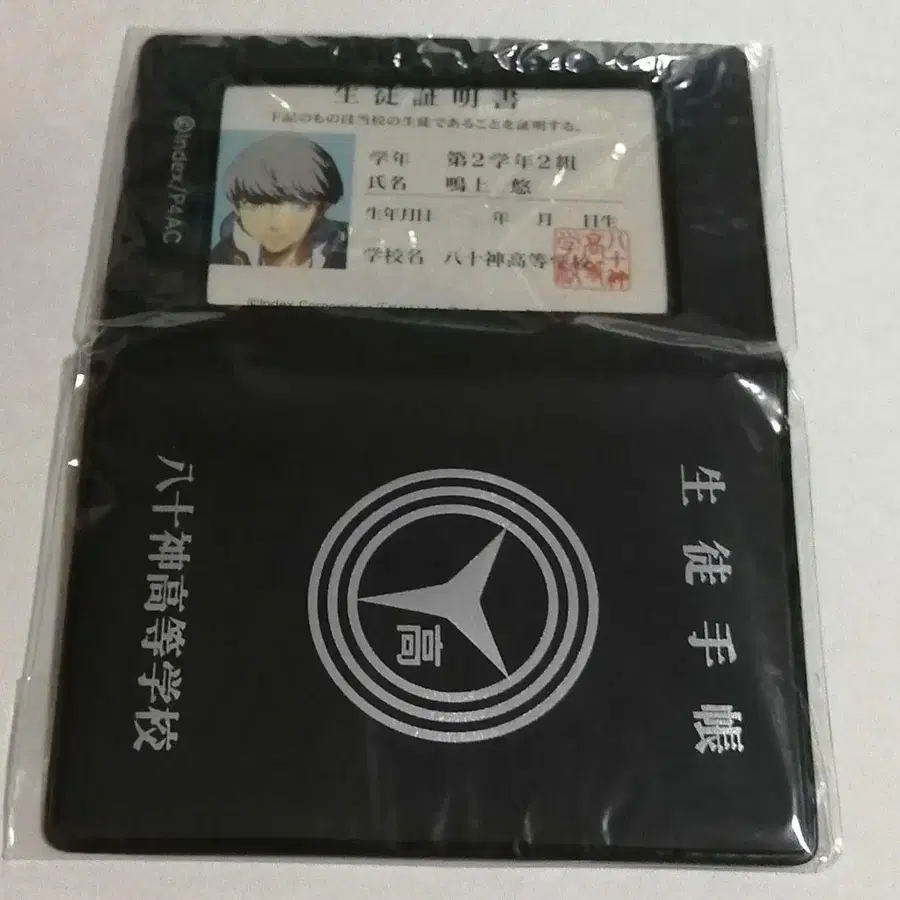 生徒証明書
下記のものは当校の生徒であることを証明する。
学年 第2学年2組
氏名 鳴上 悠
生年月日 年 月 日生
学校名 八十神高等学校
©Index
©Index/P4AC
生徒手帳
高
八十神高等学校